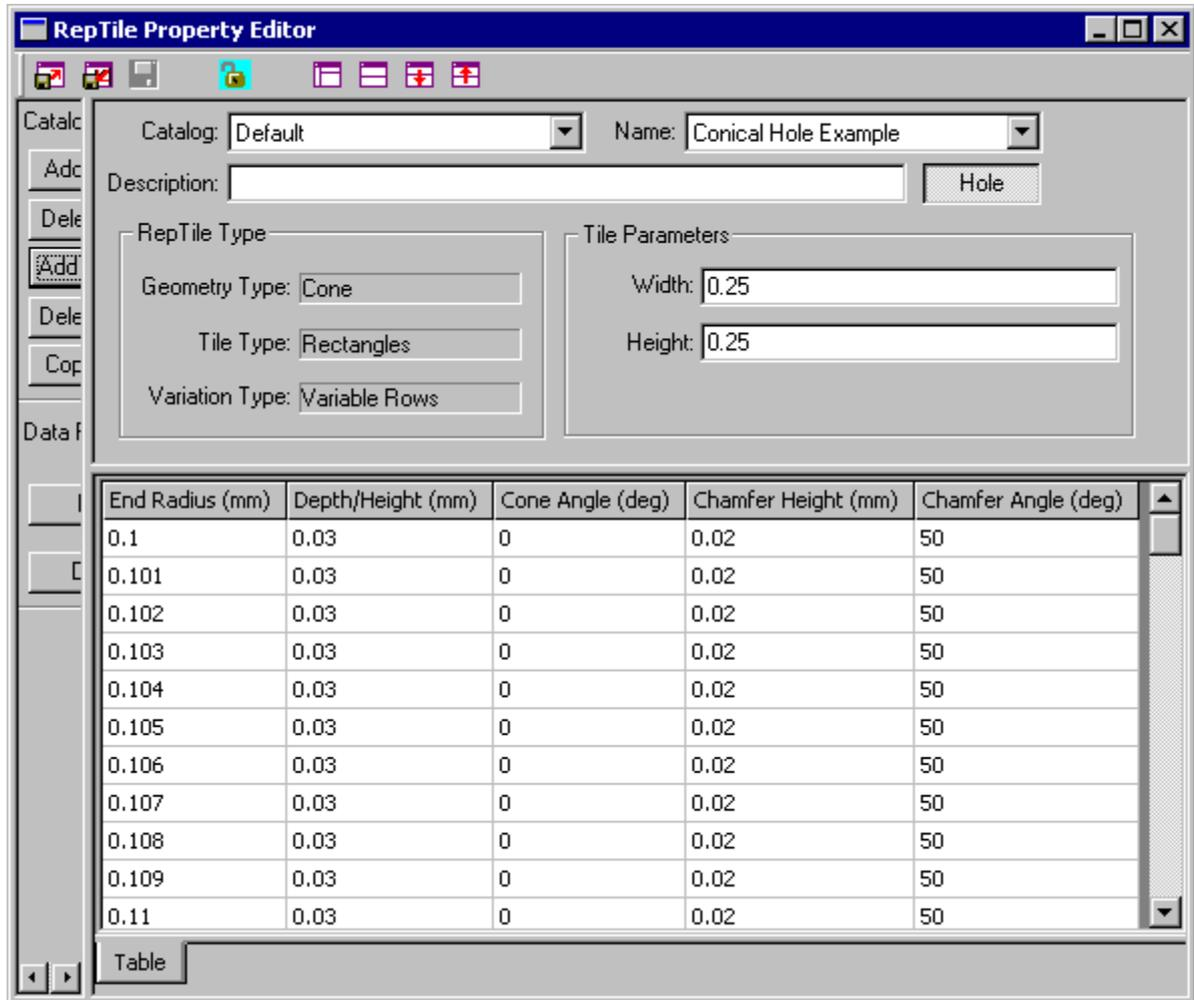 RepTile Property Editor
Catalog: Default Name: Conical Hole Example
Description: Hole
RepTile Type
Geometry Type: Cone
Tile Type: Rectangles
Variation Type: Variable Rows
Tile Parameters
Width: 0.25
Height: 0.25
Add
Cop
End Radius (mm) Depth/Height (mm) Cone Angle (deg) Chamfer Height (mm) Chamfer Angle (deg)
0.1 0.03 0 0.02 50
0.101 0.03 0 0.02 50
0.102 0.03 0 0.02 50
0.103 0.03 0 0.02 50
0.104 0.03 0 0.02 50
0.105 0.03 0 0.02 50
0.106 0.03 0 0.02 50
0.107 0.03 0 0.02 50
0.108 0.03 0 0.02 50
0.109 0.03 0 0.02 50
0.11 0.03 0 0.02 50
Table